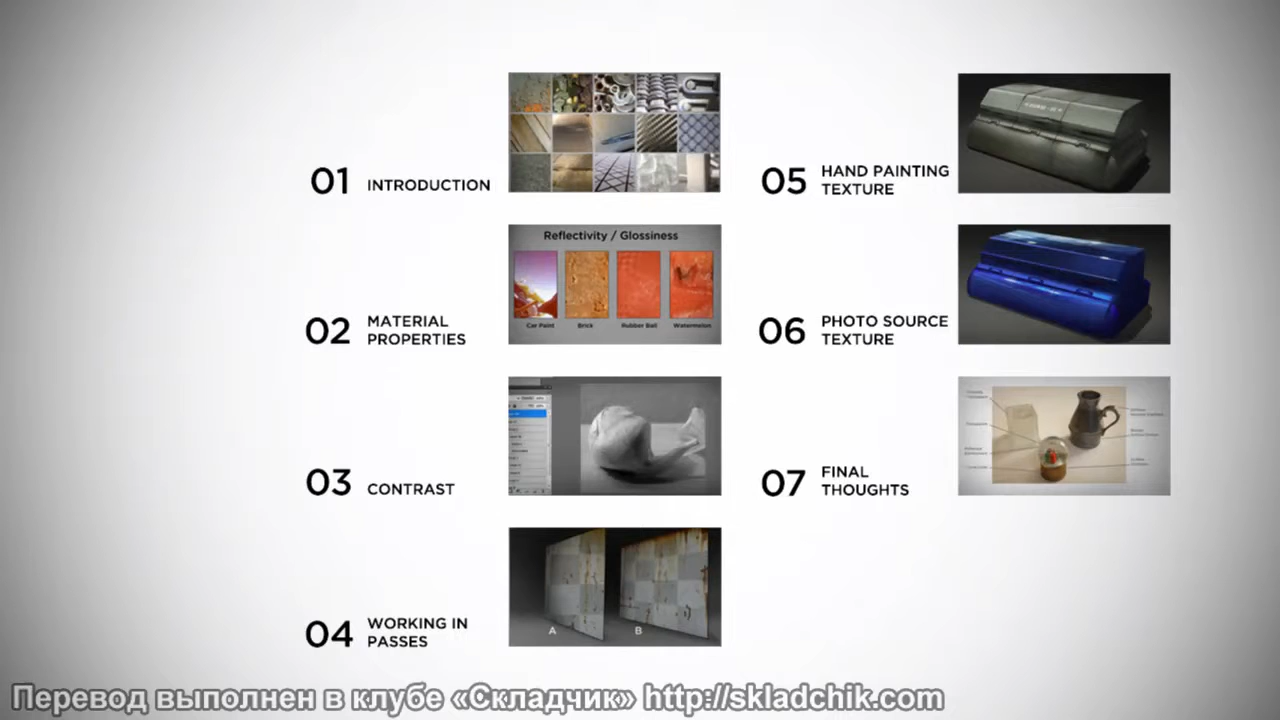 01 INTRODUCTION
Reflectivity / Glossiness
Car Paint Brick Rubber Ball Watermelon
02 MATERIAL
PROPERTIES
03 CONTRAST
A B
04 WORKING IN
PASSES
05 HAND PAINTING
TEXTURE
06 PHOTO SOURCE
TEXTURE
07 FINAL
THOUGHTS
Перевод выполнен в клубе «Складчик» http://skladchik.com